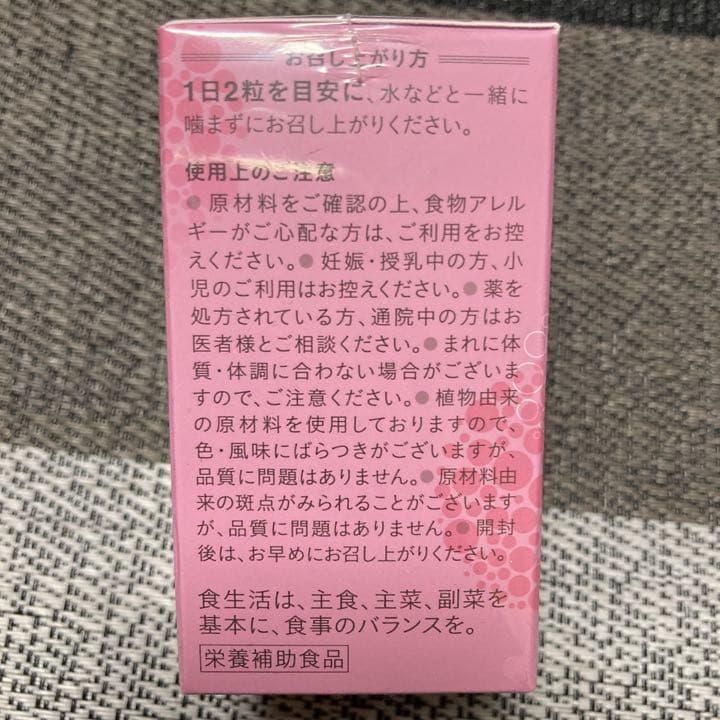 お召し上がり方
1日2粒を目安に、水などと一緒に
噛まずにお召し上がりください。
使用上のご注意
●原材料をご確認の上、食物アレル
ギーがご心配な方は、ご利用をお控
えください。●妊娠・授乳中の方、小
児のご利用はお控えください。●薬を
処方されている方、通院中の方はお
医者様とご相談ください。●まれに体
質・体調に合わない場合がございま
すので、ご注意ください。●植物由来
の原材料を使用しておりますので、
色・風味にばらつきがございますが、
品質に問題はありません。●原材料由
来の斑点がみられることがございます
が、品質に問題はありません。●開封
後は、お早めにお召し上がりください。
食生活は、主食、主菜、副菜を
基本に、食事のバランスを。
栄養補助食品